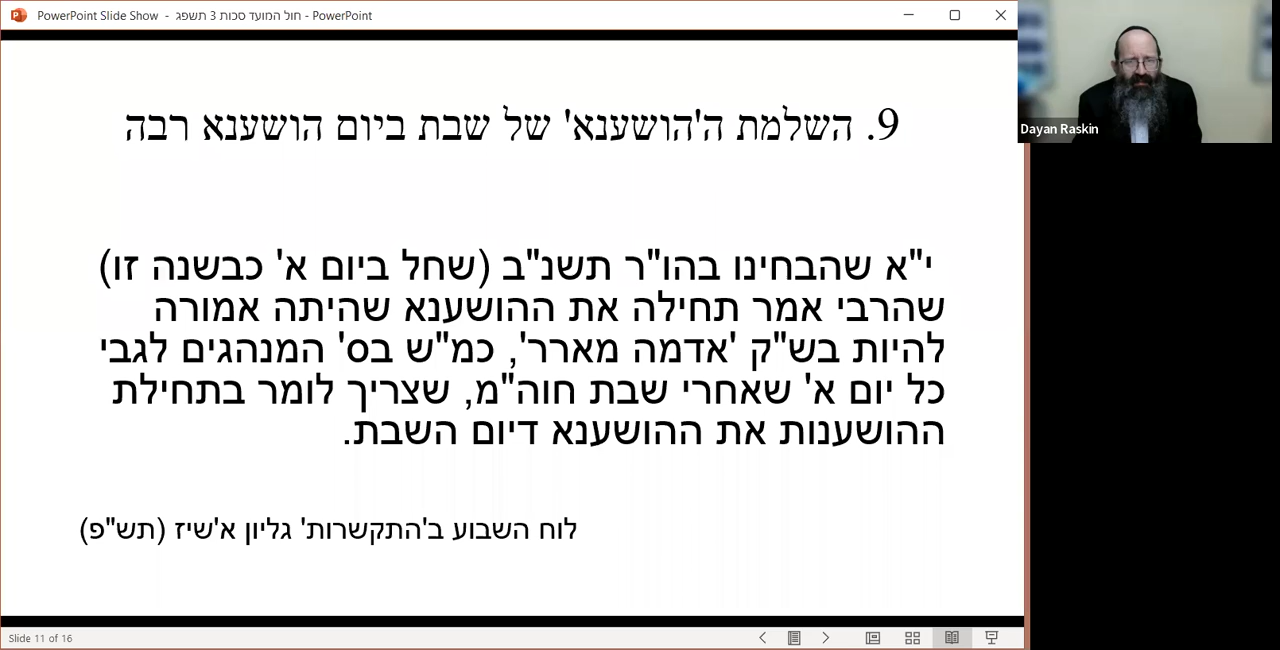 PowerPoint Slide Show - חול המועד סכות 3 תשפג - PowerPoint
Dayan Raskin
9. השלמת ה'הושענא' של שבת ביום הושענא רבה
י"א שהבחינו בהו"ר תשנ"ב (שחל ביום א' כבשנה זו)
שהרבי אמר תחילה את ההושענא שהיתה אמורה
להיות בש"ק 'אדמה מארר', כמ"ש בס' המנהגים לגבי
כל יום א' שאחרי שבת חוה"מ, שצריך לומר בתחילת
ההושענות את ההושענא דיום השבת.
לוח השבוע ב'התקשרות' גליון א'שיז (תש"פ)
Slide 11 of 16